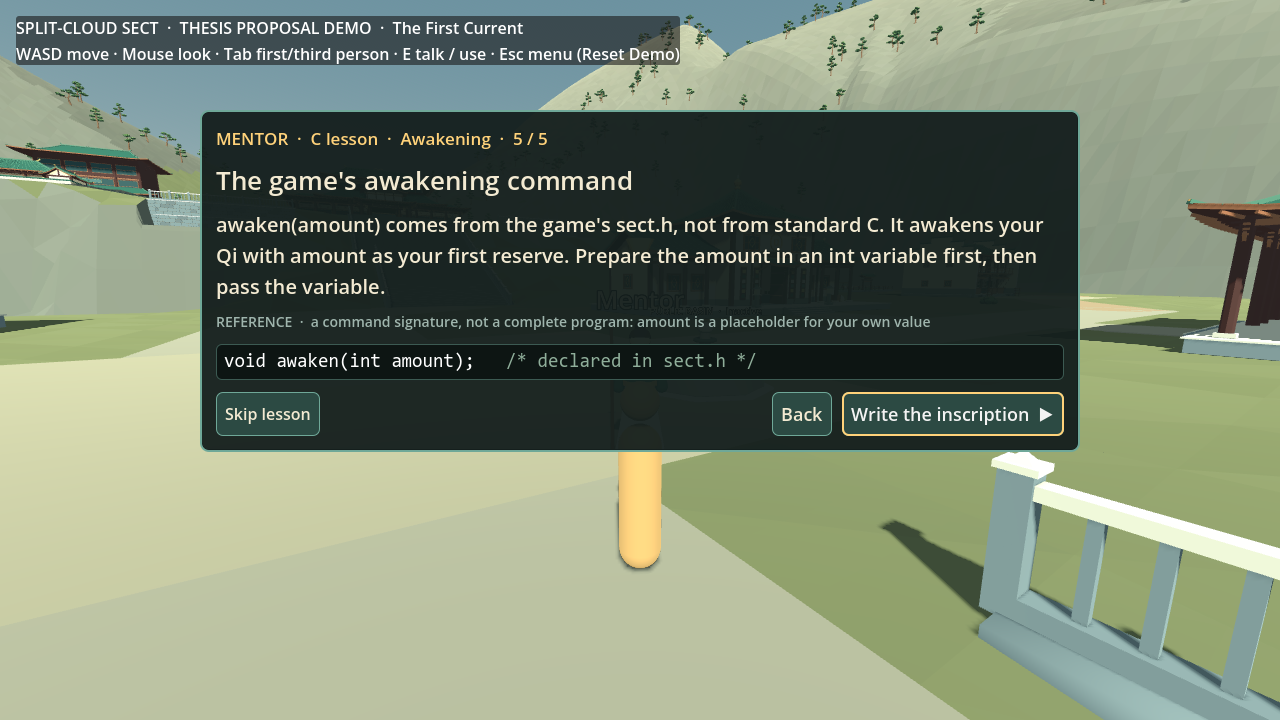 SPLIT-CLOUD SECT · THESIS PROPOSAL DEMO · The First Current
WASD move · Mouse look · Tab first/third person · E talk / use · Esc menu (Reset Demo)
MENTOR · C lesson · Awakening · 5 / 5
The game's awakening command
awaken(amount) comes from the game's sect.h, not from standard C. It awakens your
Qi with amount as your first reserve. Prepare the amount in an int variable first, then
pass the variable.
Mentor
REFERENCE · a command signature, not a complete program: amount is a placeholder for your own value
void awaken(int amount);   /* declared in sect.h */
Skip lesson
Back
Write the inscription ▶